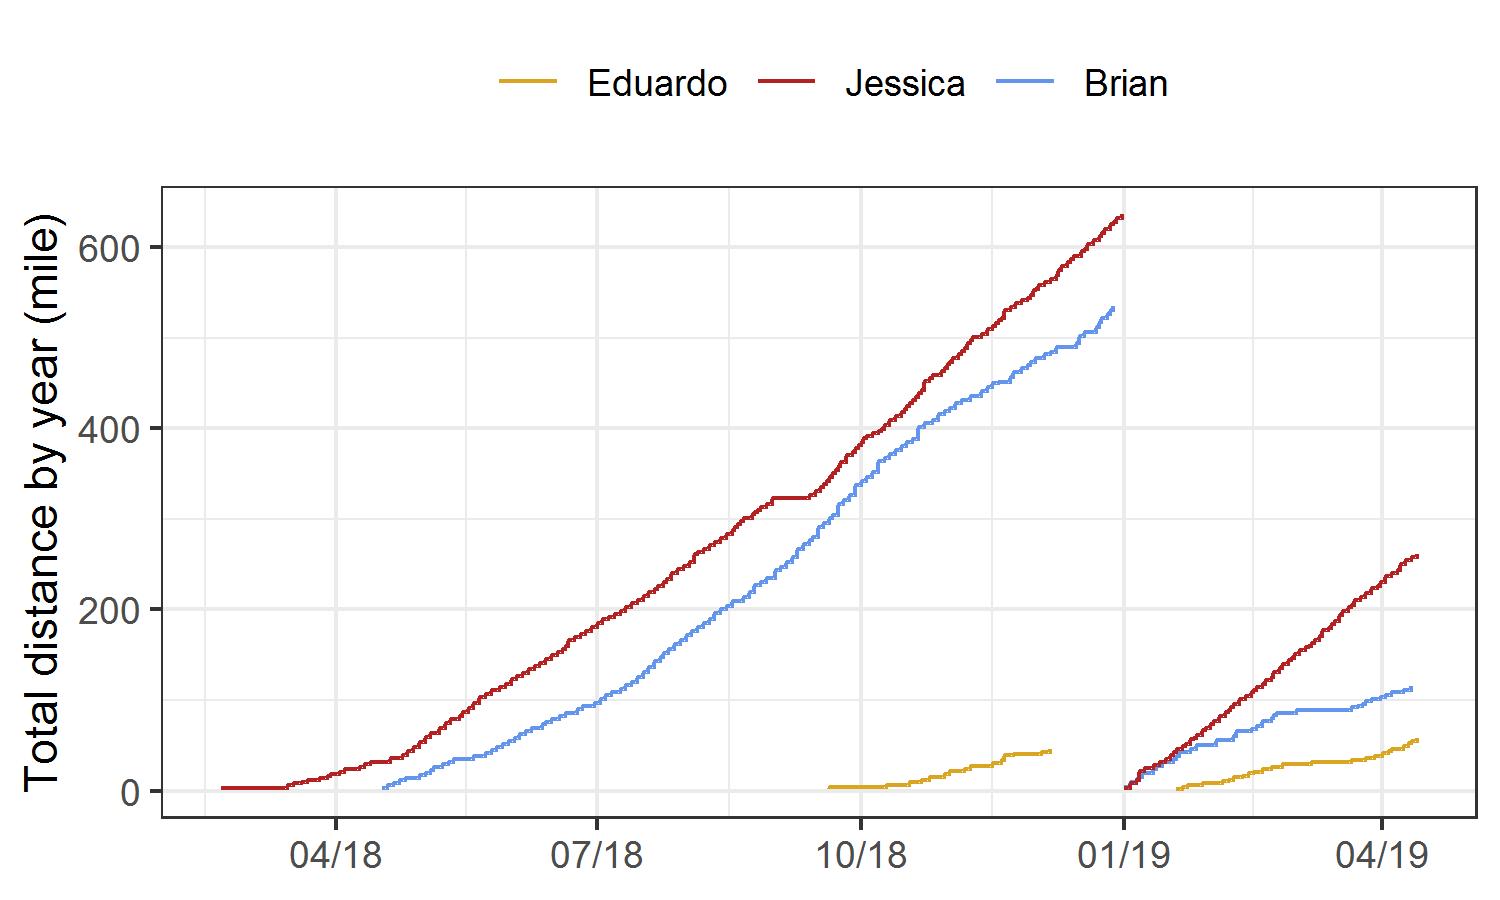 Eduardo Jessica Brian
Total distance by year (mile)
600
400
200
0
04/18 07/18 10/18 01/19 04/19